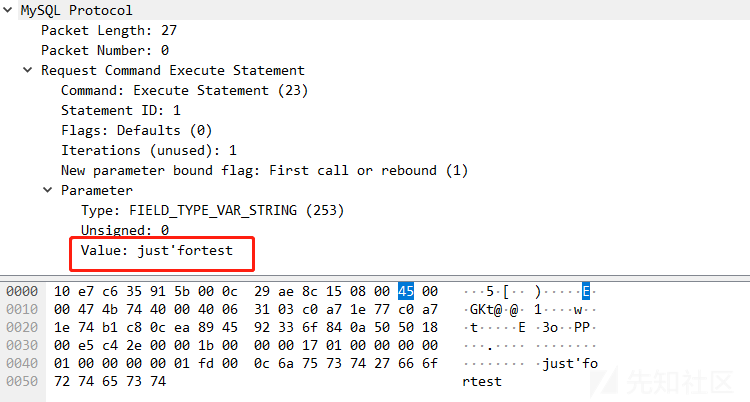 MySQL Protocol
Packet Length: 27
Packet Number: 0
Request Command Execute Statement
Command: Execute Statement (23)
Statement ID: 1
Flags: Defaults (0)
Iterations (unused): 1
New parameter bound flag: First call or rebound (1)
Parameter
Type: FIELD_TYPE_VAR_STRING (253)
Unsigned: 0
Value: just'fortest
0000 10 e7 c6 35 91 5b 00 0c 29 ae 8c 15 08 00 45 00 ···5·[·· )·····E·
0010 00 47 4b 74 40 00 40 06 31 03 c0 a7 1e 77 c0 a7 ·GKt@·@· 1····w··
0020 1e 74 b1 c8 0c ea 89 45 92 33 6f 84 0a 50 50 18 ·t·····E ·3o··PP·
0030 00 e5 c4 2e 00 00 1b 00 00 00 00 17 01 00 00 00 00 ···.···· ········
0040 01 00 00 00 00 01 fd 00 0c 6a 75 73 74 27 66 6f ········ ·just'fo
0050 72 74 65 73 74 rtest
先知社区